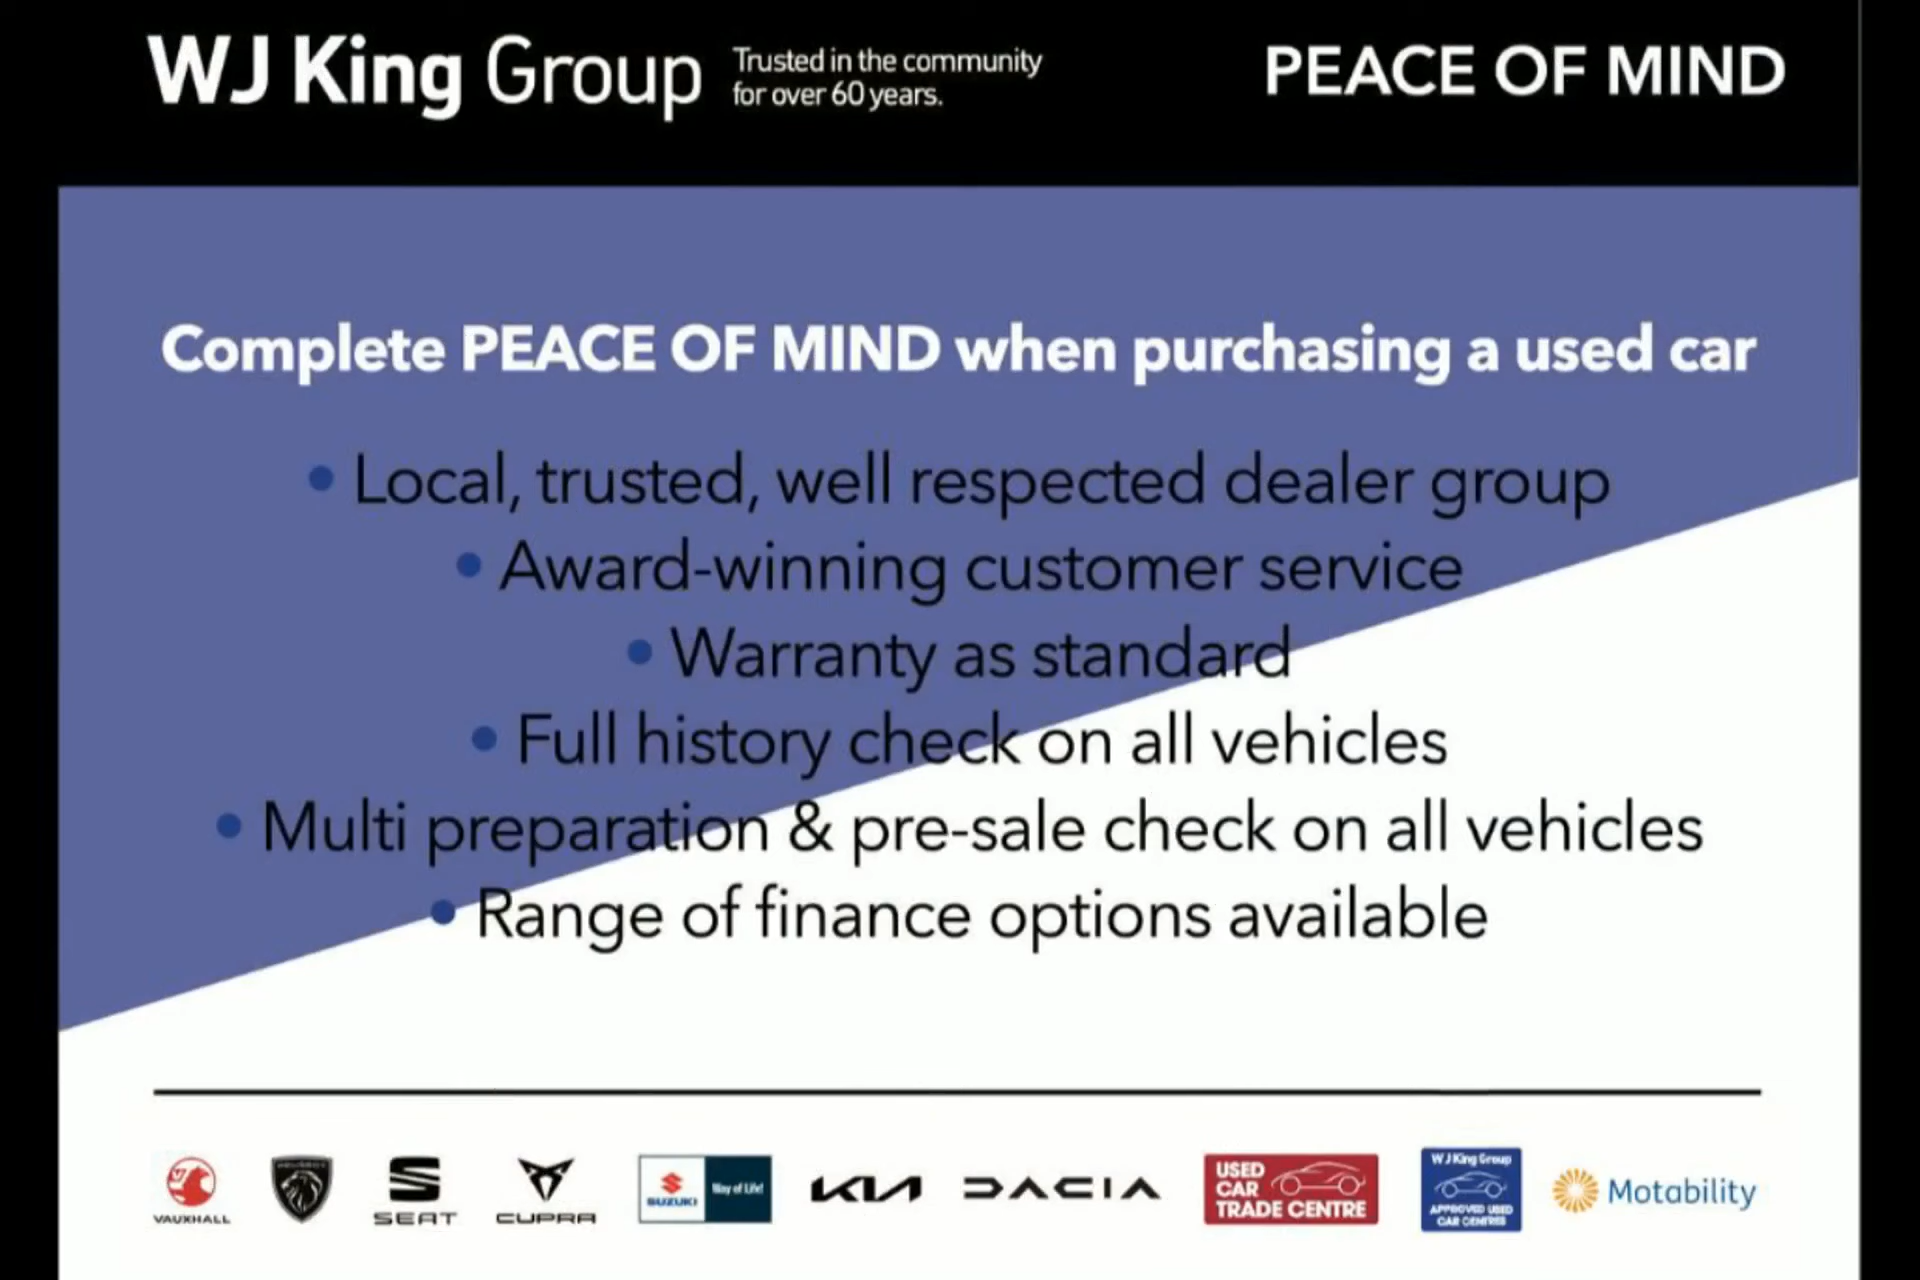 WJ King Group
Trusted in the community
for over 60 years.
PEACE OF MIND
Complete PEACE OF MIND when purchasing a used car
• Local, trusted, well respected dealer group
• Award-winning customer service
• Warranty as standard
• Full history check on all vehicles
• Multi preparation & pre-sale check on all vehicles
• Range of finance options available
VAUXHALL
PEUGEOT
SEAT
CUPRA
SUZUKI
Way of Life!
KIA
DACIA
USED
CAR
TRADE CENTRE
WJ King Group
APPROVED USED
CAR CENTRES
Motability